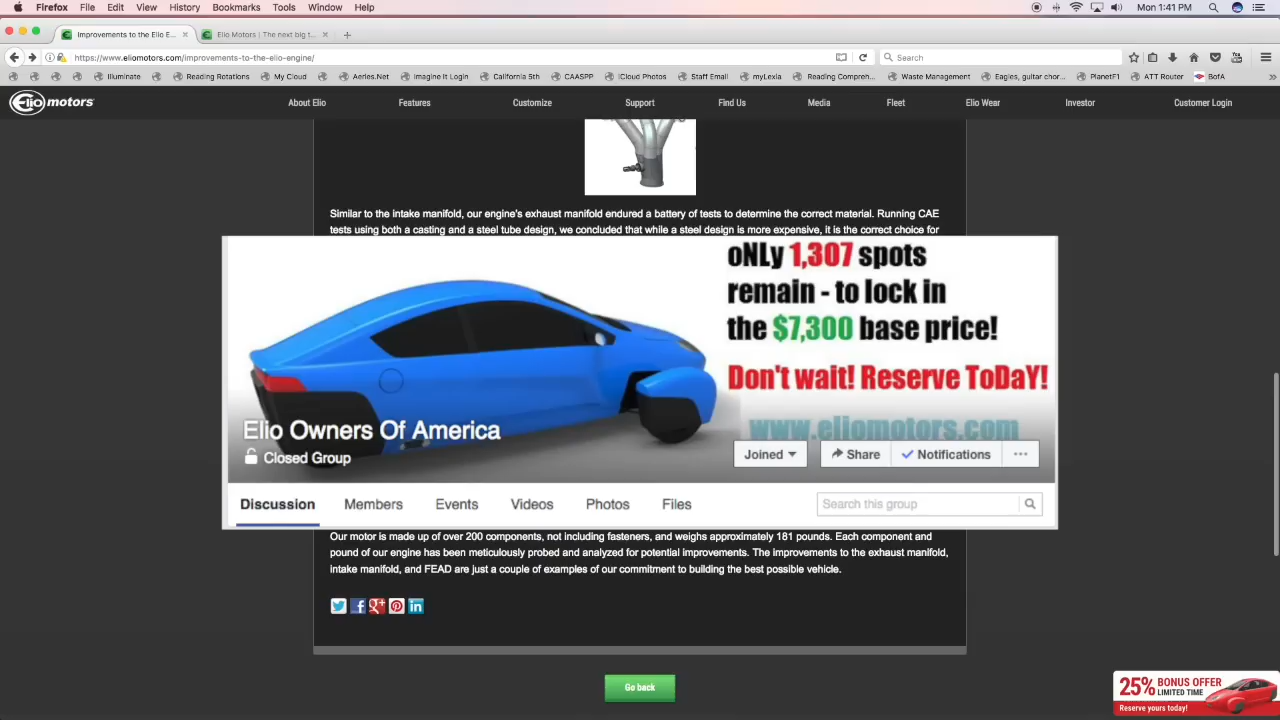 Firefox File Edit View History Bookmarks Tools Window Help
Mon 1:41 PM
Improvements to the Elio E...
Elio Motors | The next big t...
https://www.eliomotors.com/improvements-to-the-elio-engine/
Search
Illuminate
Reading Rotations
My Cloud
Aeries.Net
Imagine It Login
California 5th
CAASPP
iCloud Photos
Staff Email
myLexia
Reading Compreh...
Waste Management
Eagles, guitar chor...
PlanetF1
ATT Router
BofA
Elio motors
About Elio
Features
Customize
Support
Find Us
Media
Fleet
Elio Wear
Investor
Customer Login
Similar to the intake manifold, our engine's exhaust manifold endured a battery of tests to determine the correct material. Running CAE
tests using both a casting and a steel tube design, we concluded that while a steel design is more expensive, it is the correct choice for
oNLy 1,307 spots
remain - to lock in
the $7,300 base price!
Don't wait! Reserve ToDaY!
www.eliomotors.com
Elio Owners Of America
Closed Group
Joined
Share
Notifications
Discussion
Members
Events
Videos
Photos
Files
Search this group
Our motor is made up of over 200 components, not including fasteners, and weighs approximately 181 pounds. Each component and
pound of our engine has been meticulously probed and analyzed for potential improvements. The improvements to the exhaust manifold,
intake manifold, and FEAD are just a couple of examples of our commitment to building the best possible vehicle.
Go back
25% BONUS OFFER
LIMITED TIME
Reserve yours today!